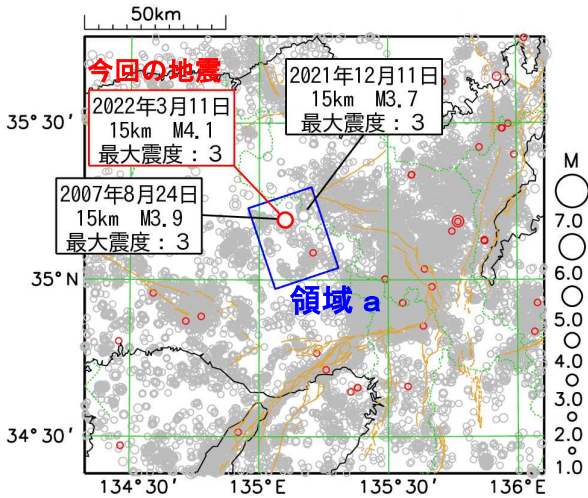 50km
今回の地震
2022年3月11日
15km M4.1
最大震度：3
2021年12月11日
15km M3.7
最大震度：3
2007年8月24日
15km M3.9
最大震度：3
領域 a
35°30'
35°N
34°30'
134°30'
135°E
135°30'
136°E
M
7.0
6.0
5.0
4.0
3.0
2.0
1.0